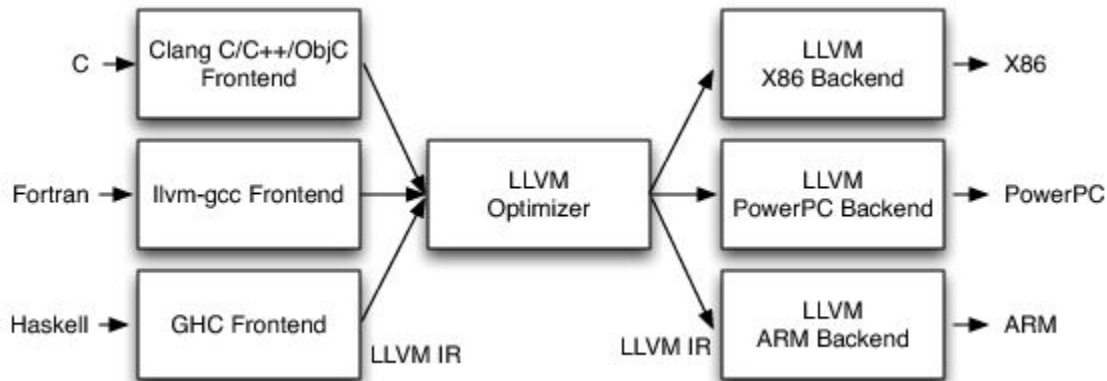 C
Clang C/C++/ObjC
Frontend
LLVM
X86 Backend
X86
Fortran
llvm-gcc Frontend
LLVM
Optimizer
LLVM
PowerPC Backend
PowerPC
Haskell
GHC Frontend
LLVM IR
LLVM IR
LLVM
ARM Backend
ARM